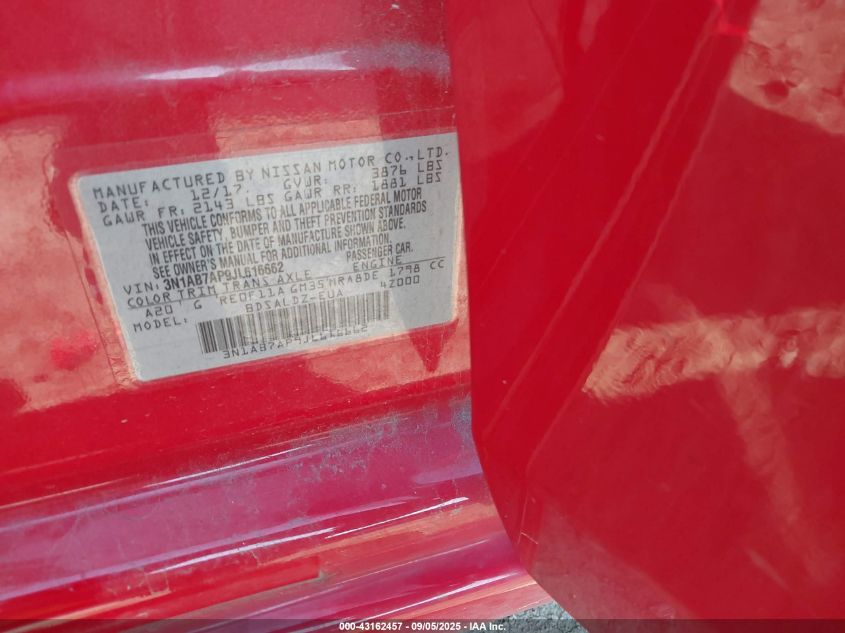 MANUFACTURED BY NISSAN MOTOR CO.,LTD.
DATE: 12/17 GVWR: 3876 LBS
GAWR FR: 2143 LBS GAWR RR: 1881 LBS
THIS VEHICLE CONFORMS TO ALL APPLICABLE FEDERAL MOTOR
VEHICLE SAFETY, BUMPER AND THEFT PREVENTION STANDARDS
IN EFFECT ON THE DATE OF MANUFACTURE SHOWN ABOVE.
SEE OWNER'S MANUAL FOR ADDITIONAL INFORMATION.
VIN: 3N1AB7AP9JL616662 PASSENGER CAR.
COLOR TRIM TRANS AXLE ENGINE
A20 G RE0F11A GH35 MRA8DE 1798 CC
MODEL: BDSALDZ-EUA 4Z000
3N1AB7AP9JL616662
000-43162457 - 09/05/2025 - IAA Inc.